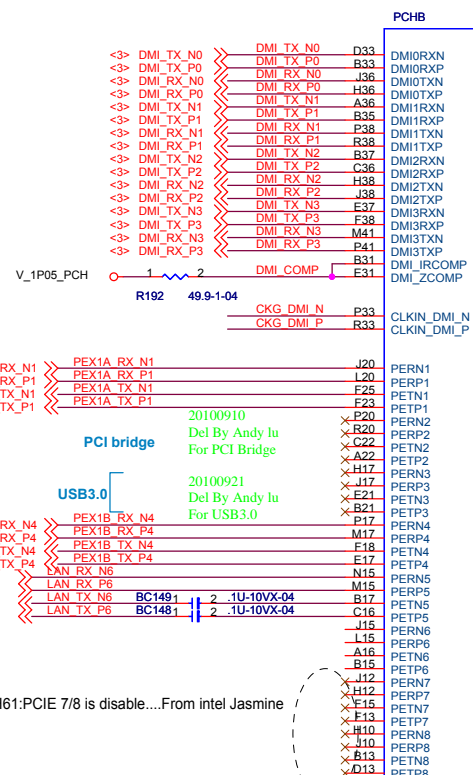 PCHB
<3> DMI_TX_N0 DMI_TX_N0 D33 DMI0RXN
<3> DMI_TX_P0 DMI_TX_P0 B33 DMI0RXP
<3> DMI_RX_N0 DMI_RX_N0 J36 DMI0TXN
<3> DMI_RX_P0 DMI_RX_P0 H36 DMI0TXP
<3> DMI_TX_N1 DMI_TX_N1 A36 DMI1RXN
<3> DMI_TX_P1 DMI_TX_P1 B35 DMI1RXP
<3> DMI_RX_N1 DMI_RX_N1 P38 DMI1TXN
<3> DMI_RX_P1 DMI_RX_P1 R38 DMI1TXP
<3> DMI_TX_N2 DMI_TX_N2 B37 DMI2RXN
<3> DMI_TX_P2 DMI_TX_P2 C36 DMI2RXP
<3> DMI_RX_N2 DMI_RX_N2 H38 DMI2TXN
<3> DMI_RX_P2 DMI_RX_P2 J38 DMI2TXP
<3> DMI_TX_N3 DMI_TX_N3 E37 DMI3RXN
<3> DMI_TX_P3 DMI_TX_P3 F38 DMI3RXP
<3> DMI_RX_N3 DMI_RX_N3 M41 DMI3TXN
<3> DMI_RX_P3 DMI_RX_P3 P41 DMI3TXP
B31 DMI_IRCOMP
V_1P05_PCH 1 2 DMI_COMP E31 DMI_ZCOMP
R192 49.9-1-04
CKG_DMI_N P33 CLKIN_DMI_N
CKG_DMI_P R33 CLKIN_DMI_P
RX_N1 PEX1A_RX_N1 J20 PERN1
RX_P1 PEX1A_RX_P1 L20 PERP1
TX_N1 PEX1A_TX_N1 F25 PETN1
TX_P1 PEX1A_TX_P1 F23 PETP1
P20 PERN2
R20 PERP2
C22 PETN2
A22 PETP2
20100910
Del By Andy lu
For PCI Bridge
PCI bridge
H17 PERN3
J17 PERP3
E21 PETN3
B21 PETP3
20100921
Del By Andy lu
For USB3.0
USB3.0
RX_N4 PEX1B_RX_N4 P17 PERN4
RX_P4 PEX1B_RX_P4 M17 PERP4
TX_N4 PEX1B_TX_N4 F18 PETN4
TX_P4 PEX1B_TX_P4 E17 PETP4
LAN_RX_N6 N15 PERN5
LAN_RX_P6 M15 PERP5
LAN_TX_N6 BC149 1 2 .1U-10VX-04 B17 PETN5
LAN_TX_P6 BC148 1 2 .1U-10VX-04 C16 PETP5
J15 PERN6
L15 PERP6
A16 PETN6
B15 PETP6
J12 PERN7
H12 PERP7
F15 PETN7
F13 PETP7
H10 PERN8
J10 PERP8
B13 PETN8
D13 PETP8
H61:PCIE 7/8 is disable....From intel Jasmine